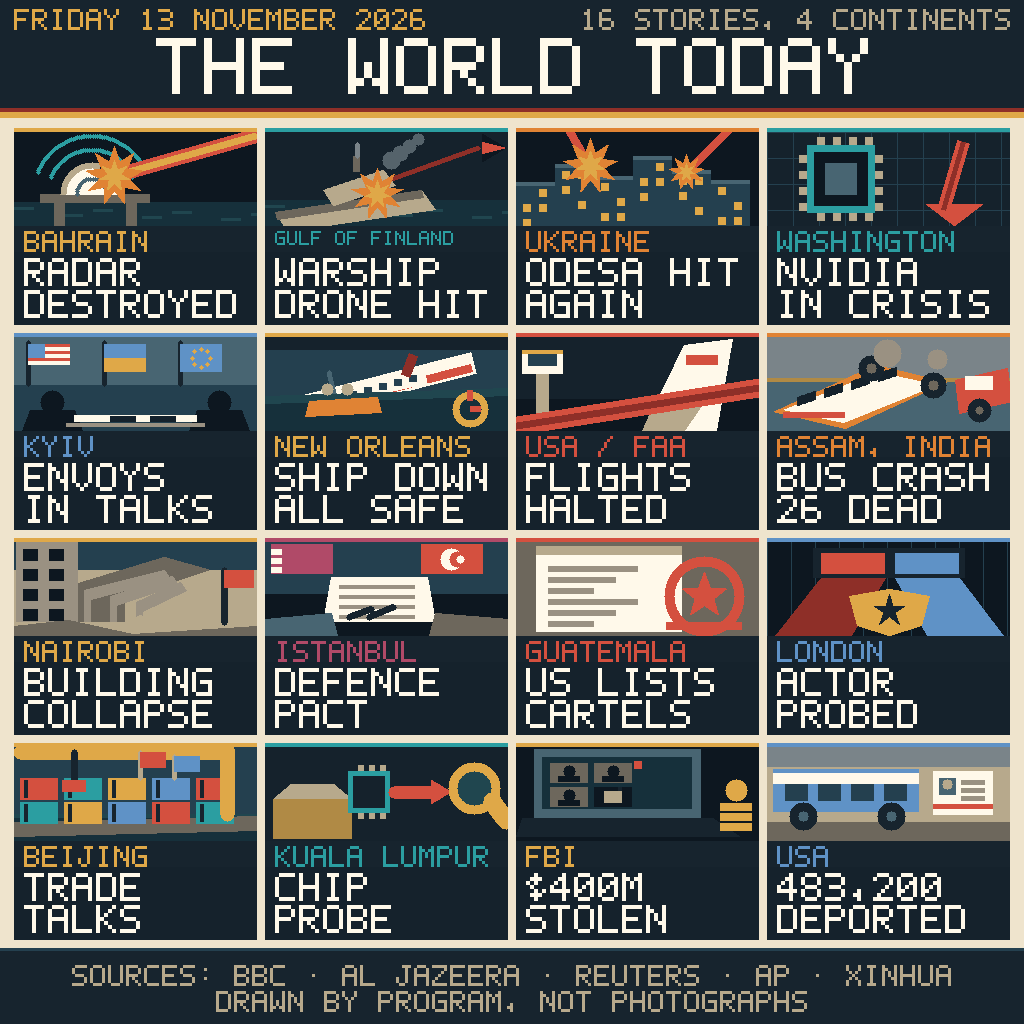 FRIDAY 13 NOVEMBER 2026
16 STORIES, 4 CONTINENTS
THE WORLD TODAY
BAHRAIN
RADAR
DESTROYED
GULF OF FINLAND
WARSHIP
DRONE HIT
UKRAINE
ODESA HIT
AGAIN
WASHINGTON
NVIDIA
IN CRISIS
KYIV
ENVOYS
IN TALKS
NEW ORLEANS
SHIP DOWN
ALL SAFE
USA / FAA
FLIGHTS
HALTED
ASSAM, INDIA
BUS CRASH
26 DEAD
NAIROBI
BUILDING
COLLAPSE
ISTANBUL
DEFENCE
PACT
GUATEMALA
US LISTS
CARTELS
LONDON
ACTOR
PROBED
BEIJING
TRADE
TALKS
KUALA LUMPUR
CHIP
PROBE
FBI
$400M
STOLEN
USA
483,200
DEPORTED
SOURCES: BBC · AL JAZEERA · REUTERS · AP · XINHUA
DRAWN BY PROGRAM, NOT PHOTOGRAPHS